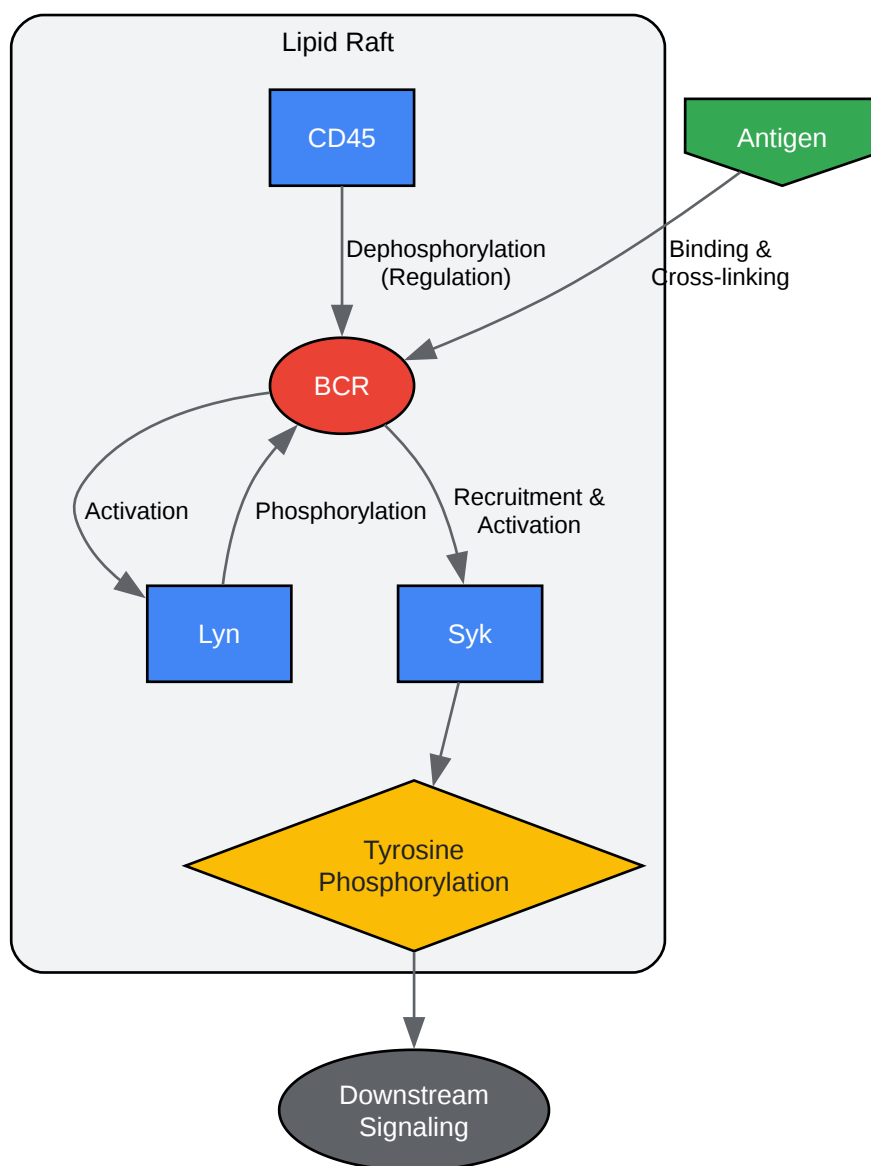 Lipid Raft
CD45
Antigen
Dephosphorylation
(Regulation)
Binding &
Cross-linking
BCR
Activation
Phosphorylation
Recruitment &
Activation
Lyn
Syk
Tyrosine
Phosphorylation
Downstream
Signaling